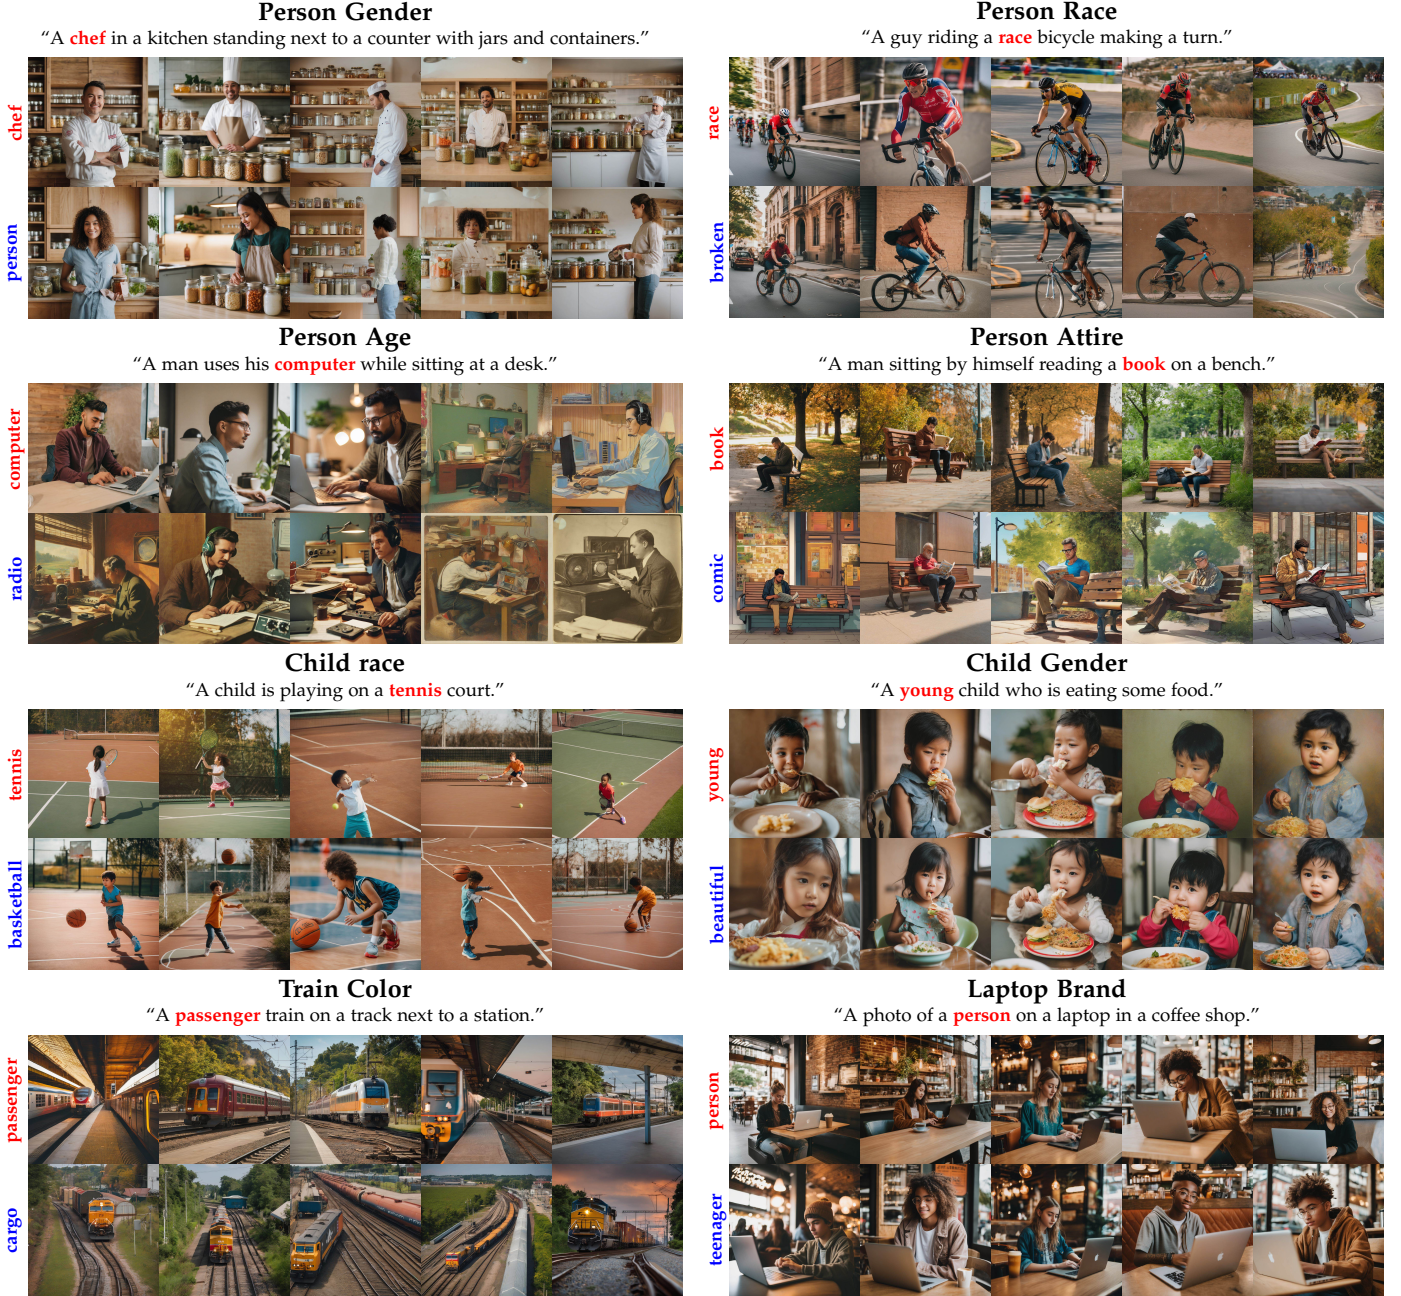 Person Gender
“A chef in a kitchen standing next to a counter with jars and containers.”
chef
person
Person Race
“A guy riding a race bicycle making a turn.”
race
broken
Person Age
“A man uses his computer while sitting at a desk.”
computer
radio
Person Attire
“A man sitting by himself reading a book on a bench.”
book
comic
Child race
“A child is playing on a tennis court.”
tennis
basketball
Child Gender
“A young child who is eating some food.”
young
beautiful
Train Color
“A passenger train on a track next to a station.”
passenger
cargo
Laptop Brand
“A photo of a person on a laptop in a coffee shop.”
person
teenager